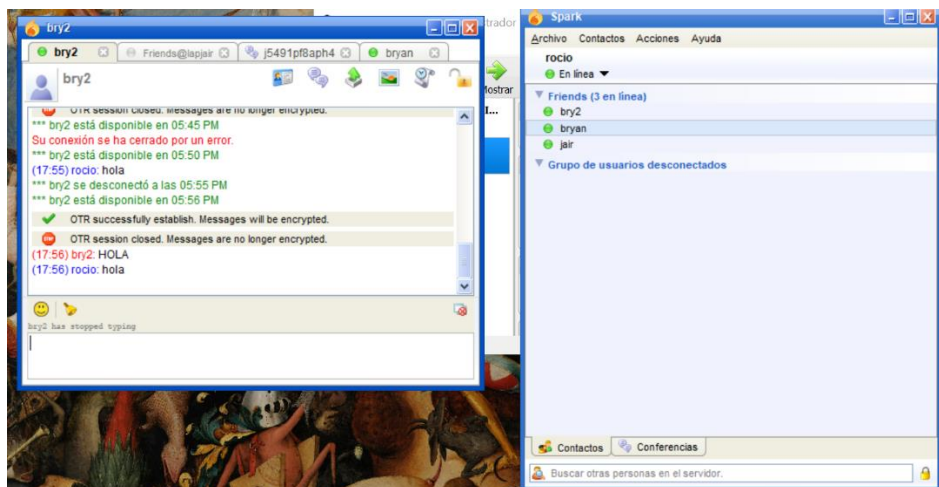 bry2
bry2
Friends@lapjair
j5491pf8aph4
bryan
bry2
OTR session closed. Messages are no longer encrypted.
*** bry2 está disponible en 05:45 PM
Su conexión se ha cerrado por un error.
*** bry2 está disponible en 05:50 PM
(17:55) rocio: hola
*** bry2 se desconectó a las 05:55 PM
*** bry2 está disponible en 05:56 PM
OTR successfully establish. Messages will be encrypted.
OTR session closed. Messages are no longer encrypted.
(17:56) bry2: HOLA
(17:56) rocio: hola
bry2 has stopped typing
trador
Mostrar
I...
Spark
Archivo Contactos Acciones Ayuda
rocio
En línea
Friends (3 en línea)
bry2
bryan
jair
Grupo de usuarios desconectados
Contactos
Conferencias
Buscar otras personas en el servidor.